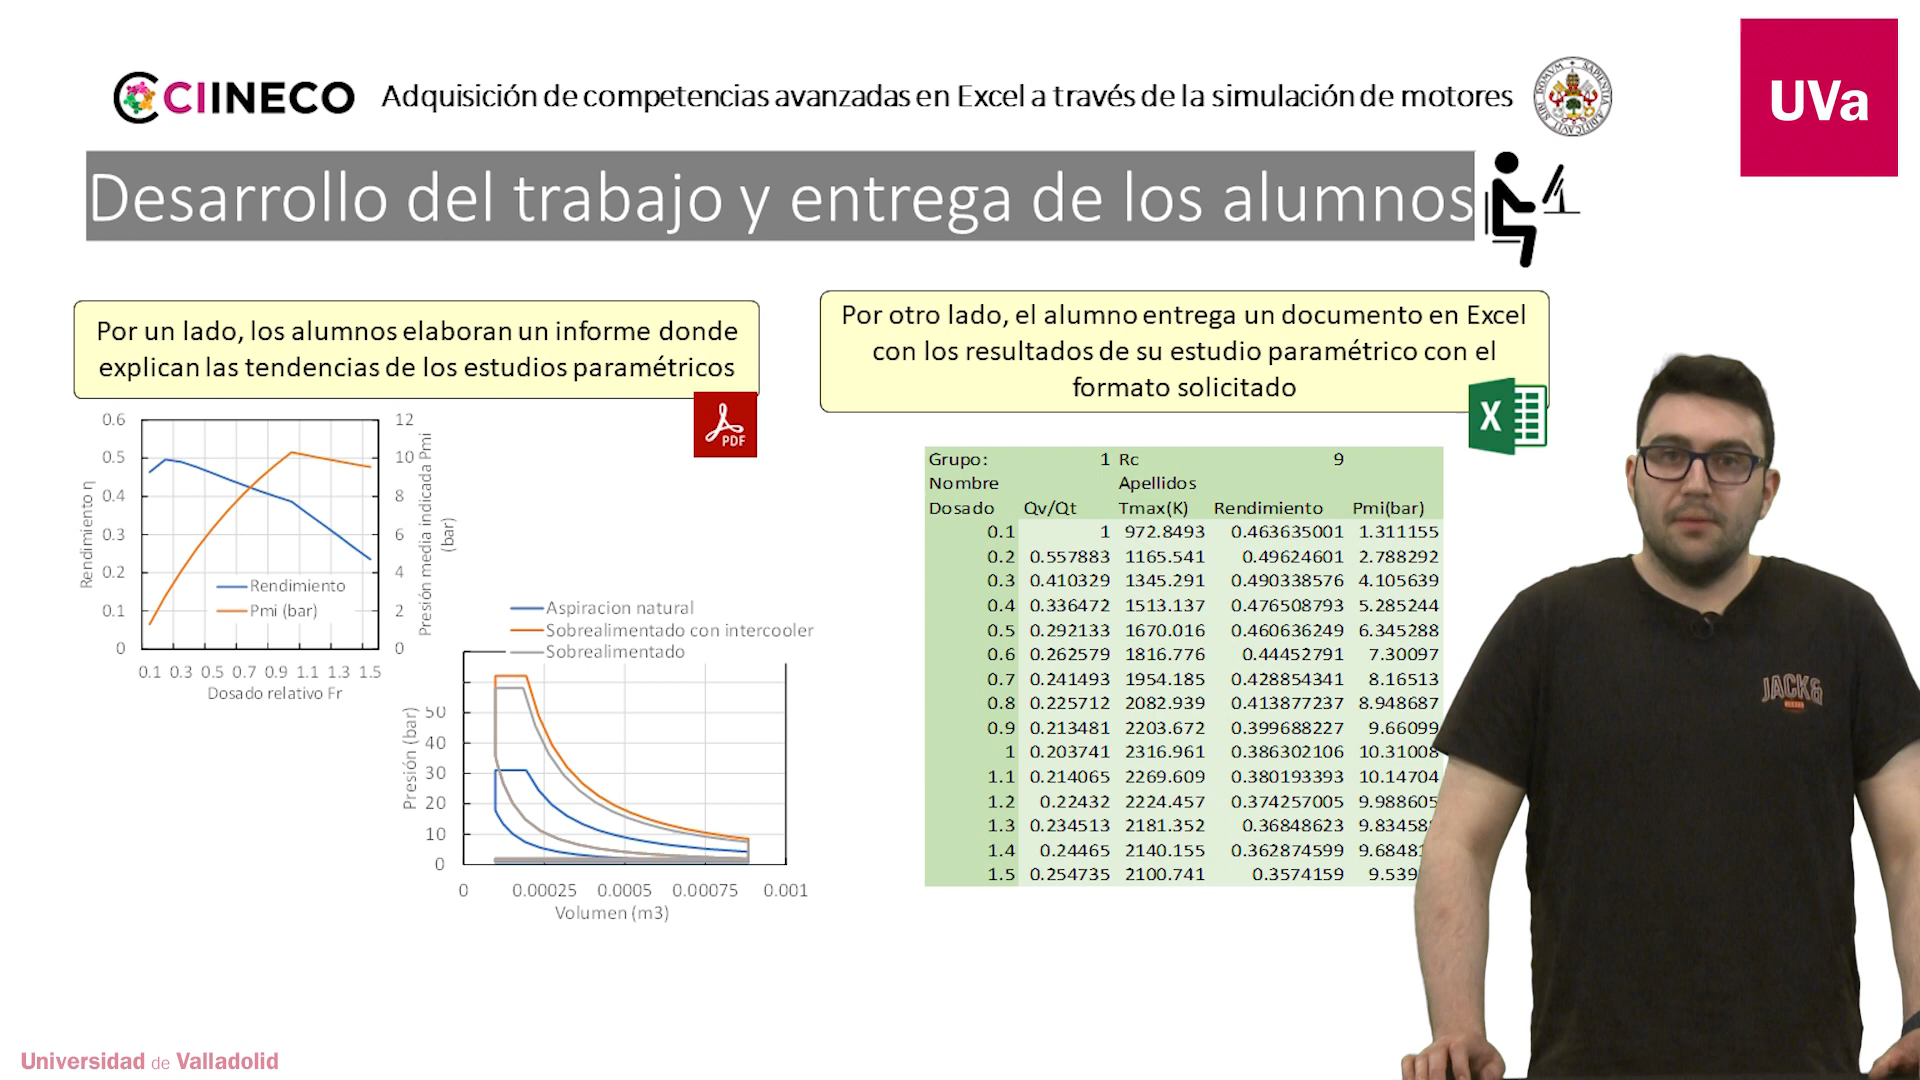 CIINECO
Adquisición de competencias avanzadas en Excel a través de la simulación de motores
UVa
Desarrollo del trabajo y entrega de los alumnos
Por un lado, los alumnos elaboran un informe donde
explican las tendencias de los estudios paramétricos
PDF
Por otro lado, el alumno entrega un documento en Excel
con los resultados de su estudio paramétrico con el
formato solicitado
X
0.6
0.5
0.4
0.3
0.2
0.1
0
Rendimiento η
12
10
8
6
4
2
0
Presión media indicada Pmi
(bar)
Rendimiento
Pmi (bar)
0.1 0.3 0.5 0.7 0.9 1.1 1.3 1.5
Dosado relativo Fr
Aspiracion natural
Sobrealimentado con intercooler
Sobrealimentado
Presión (bar)
50
40
30
20
10
0
0 0.00025 0.0005 0.00075 0.001
Volumen (m3)
Grupo: 1 Rc 9
Nombre Apellidos
Dosado Qv/Qt Tmax(K) Rendimiento Pmi(bar)
0.1 1 972.8493 0.463635001 1.311155
0.2 0.557883 1165.541 0.49624601 2.788292
0.3 0.410329 1345.291 0.490338576 4.105639
0.4 0.336472 1513.137 0.476508793 5.285244
0.5 0.292133 1670.016 0.460636249 6.345288
0.6 0.262579 1816.776 0.44452791 7.30097
0.7 0.241493 1954.185 0.428854341 8.16513
0.8 0.225712 2082.939 0.413877237 8.948687
0.9 0.213481 2203.672 0.399688227 9.66099
1 0.203741 2316.961 0.386302106 10.31008
1.1 0.214065 2269.609 0.380193393 10.14704
1.2 0.22432 2224.457 0.374257005 9.988605
1.3 0.234513 2181.352 0.36848623 9.83458
1.4 0.24465 2140.155 0.362874599 9.6848
1.5 0.254735 2100.741 0.3574159 9.539
JACK&
Universidad de Valladolid